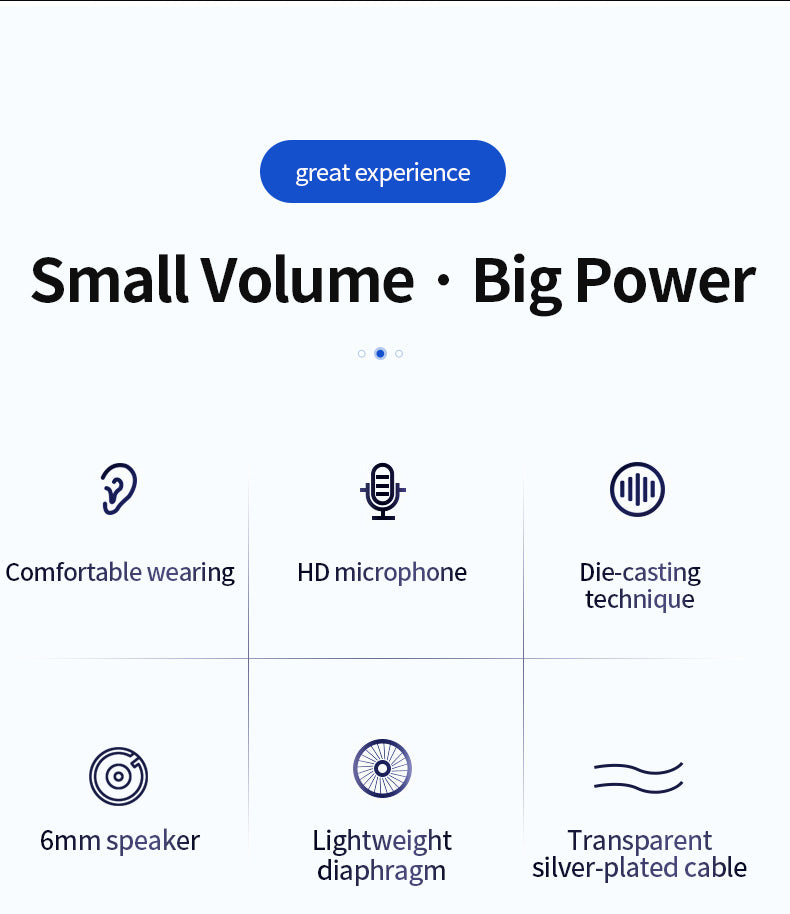 great experience
Small Volume · Big Power
Comfortable wearing
HD microphone
Die-casting
technique
6mm speaker
Lightweight
diaphragm
Transparent
silver-plated cable